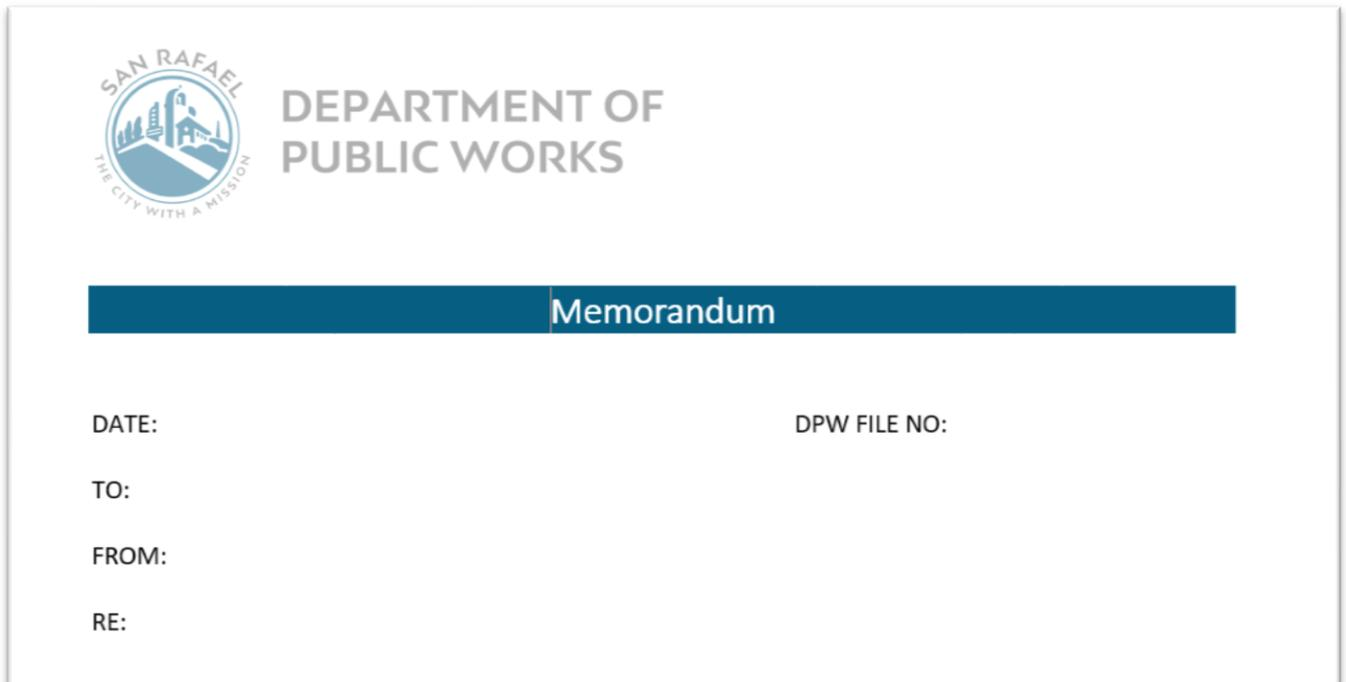 SAN RAFAEL
THE CITY WITH A MISSION
DEPARTMENT OF
PUBLIC WORKS
Memorandum
DATE:
DPW FILE NO:
TO:
FROM:
RE: